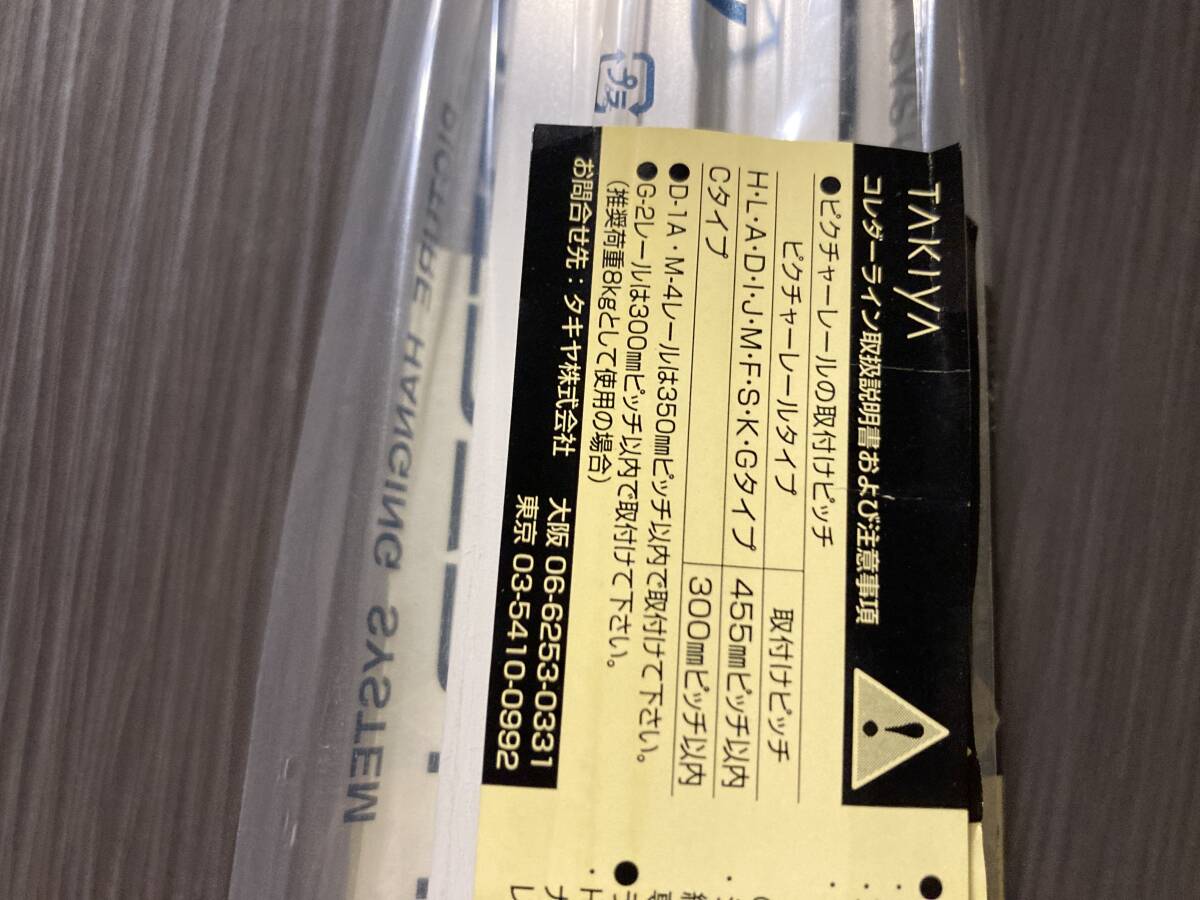 TAKIYA
コレダーライン取扱説明書および注意事項
●ピクチャーレールの取付けピッチ
ピクチャーレールタイプ 取付けピッチ
H・L・A・D・I・J・M・F・S・K・Gタイプ 455mmピッチ以内
Cタイプ 300mmピッチ以内
●D-1A・M-4レールは350mmピッチ以内で取付けて下さい。
●G-2レールは300mmピッチ以内で取付けて下さい。
(推奨荷重8kgとして使用の場合)
お問合せ先：タキヤ株式会社 大阪 06-6253-0331
東京 03-5410-0992
プラ
PICTURE HANGING SYSTEM